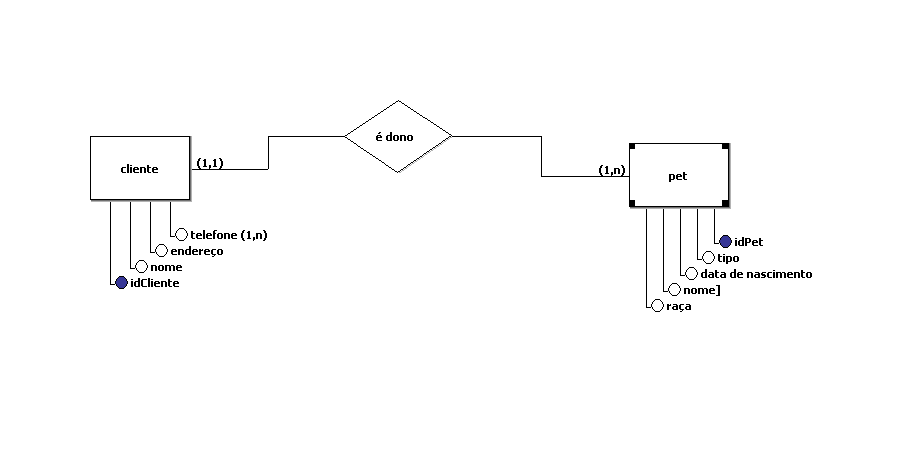 é dono
cliente
(1,1)
(1,n)
pet
telefone (1,n)
endereço
nome
idCliente
idPet
tipo
data de nascimento
nome]
raça